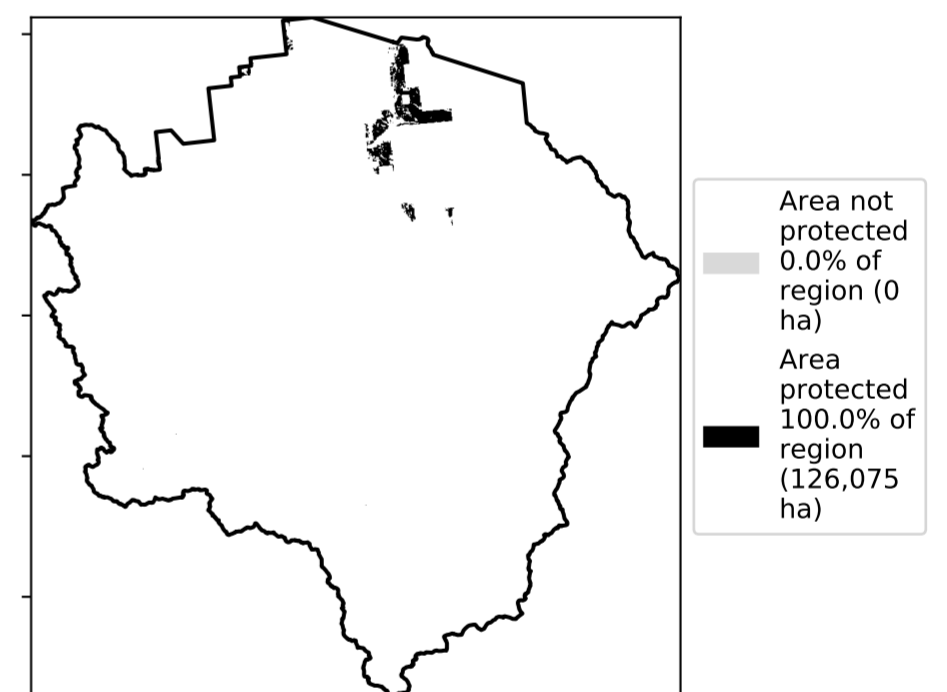 Area not
protected
0.0% of
region (0
ha)
Area
protected
100.0% of
region
(126,075
ha)